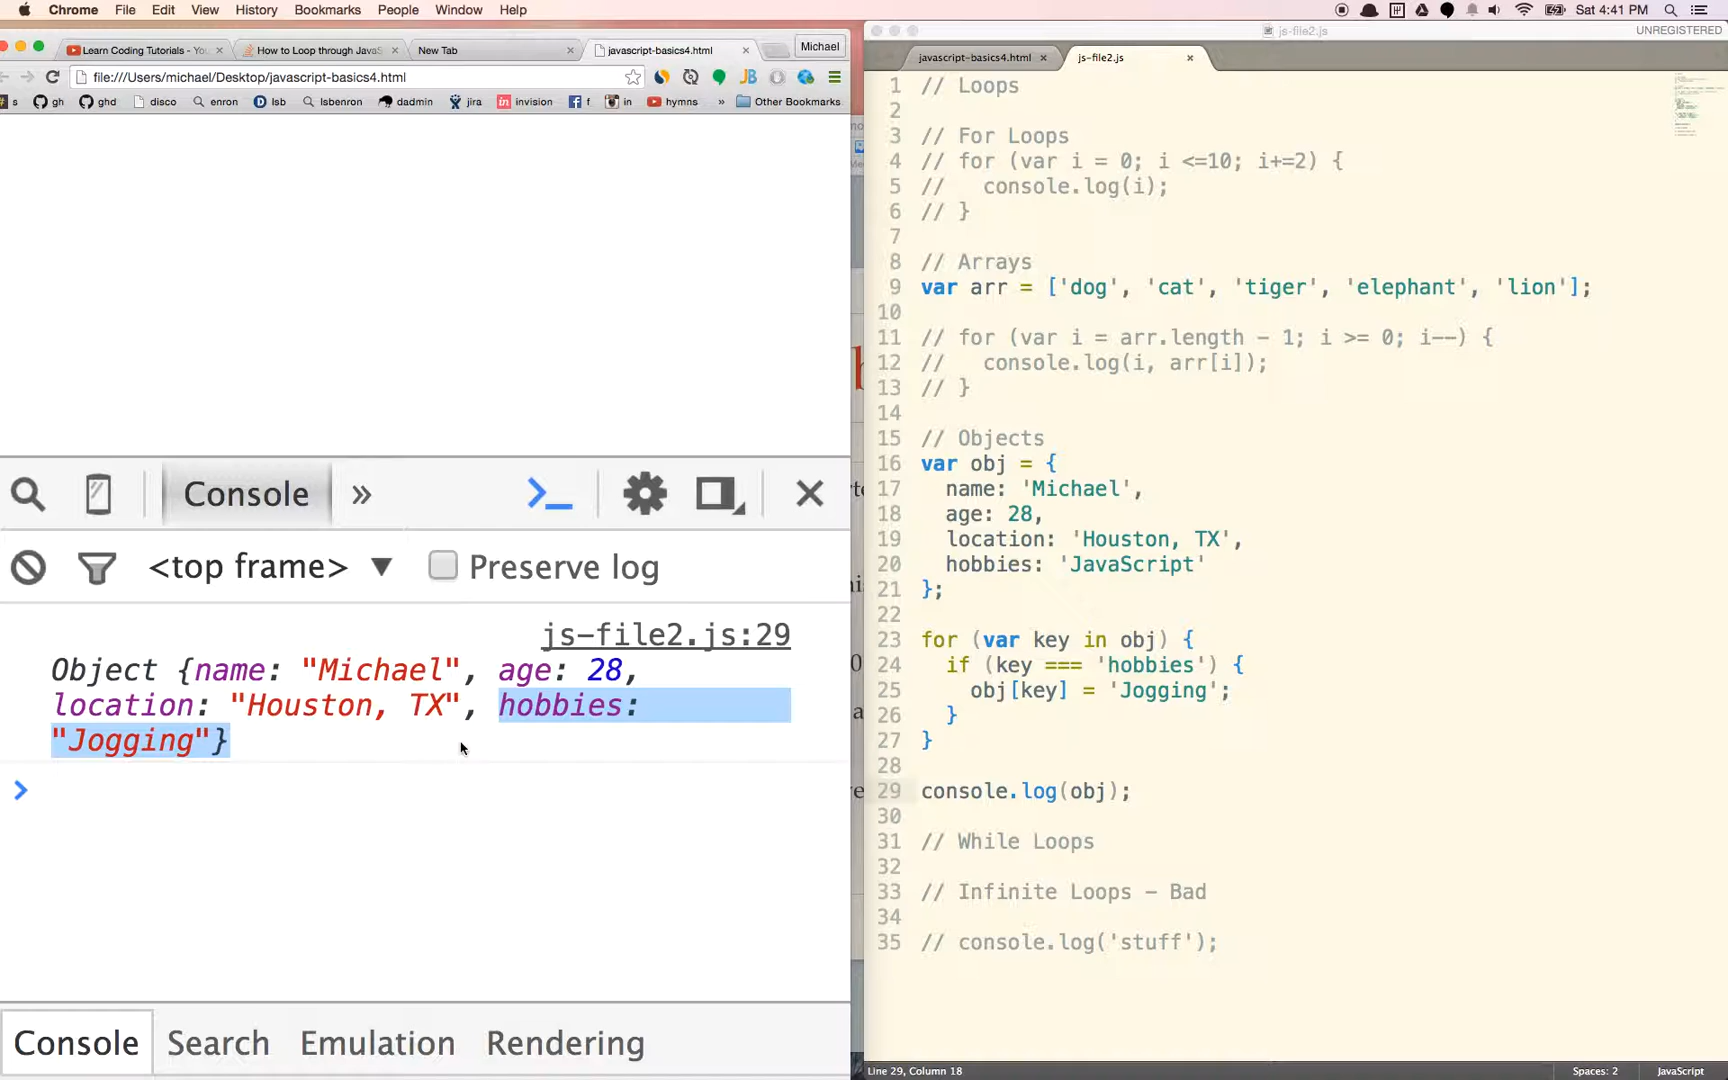 Chrome File Edit View History Bookmarks People Window Help Sat 4:41 PM
Learn Coding Tutorials - Yo
How to Loop through JavaS
New Tab
javascript-basics4.html
Michael
file:///Users/michael/Desktop/javascript-basics4.html
s gh ghd disco enron lsb lsbenron dadmin jira invision f in hymns » Other Bookmarks
Console »
<top frame> Preserve log
js-file2.js:29
Object {name: "Michael", age: 28,
location: "Houston, TX", hobbies:
"Jogging"}
Console Search Emulation Rendering
js-file2.js UNREGISTERED
javascript-basics4.html js-file2.js
1 // Loops
2
3 // For Loops
4 // for (var i = 0; i <=10; i+=2) {
5 //   console.log(i);
6 // }
7
8 // Arrays
9 var arr = ['dog', 'cat', 'tiger', 'elephant', 'lion'];
10
11 // for (var i = arr.length - 1; i >= 0; i--) {
12 //   console.log(i, arr[i]);
13 // }
14
15 // Objects
16 var obj = {
17   name: 'Michael',
18   age: 28,
19   location: 'Houston, TX',
20   hobbies: 'JavaScript'
21 };
22
23 for (var key in obj) {
24   if (key === 'hobbies') {
25     obj[key] = 'Jogging';
26   }
27 }
28
29 console.log(obj);
30
31 // While Loops
32
33 // Infinite Loops - Bad
34
35 // console.log('stuff');
Line 29, Column 18 Spaces: 2 JavaScript